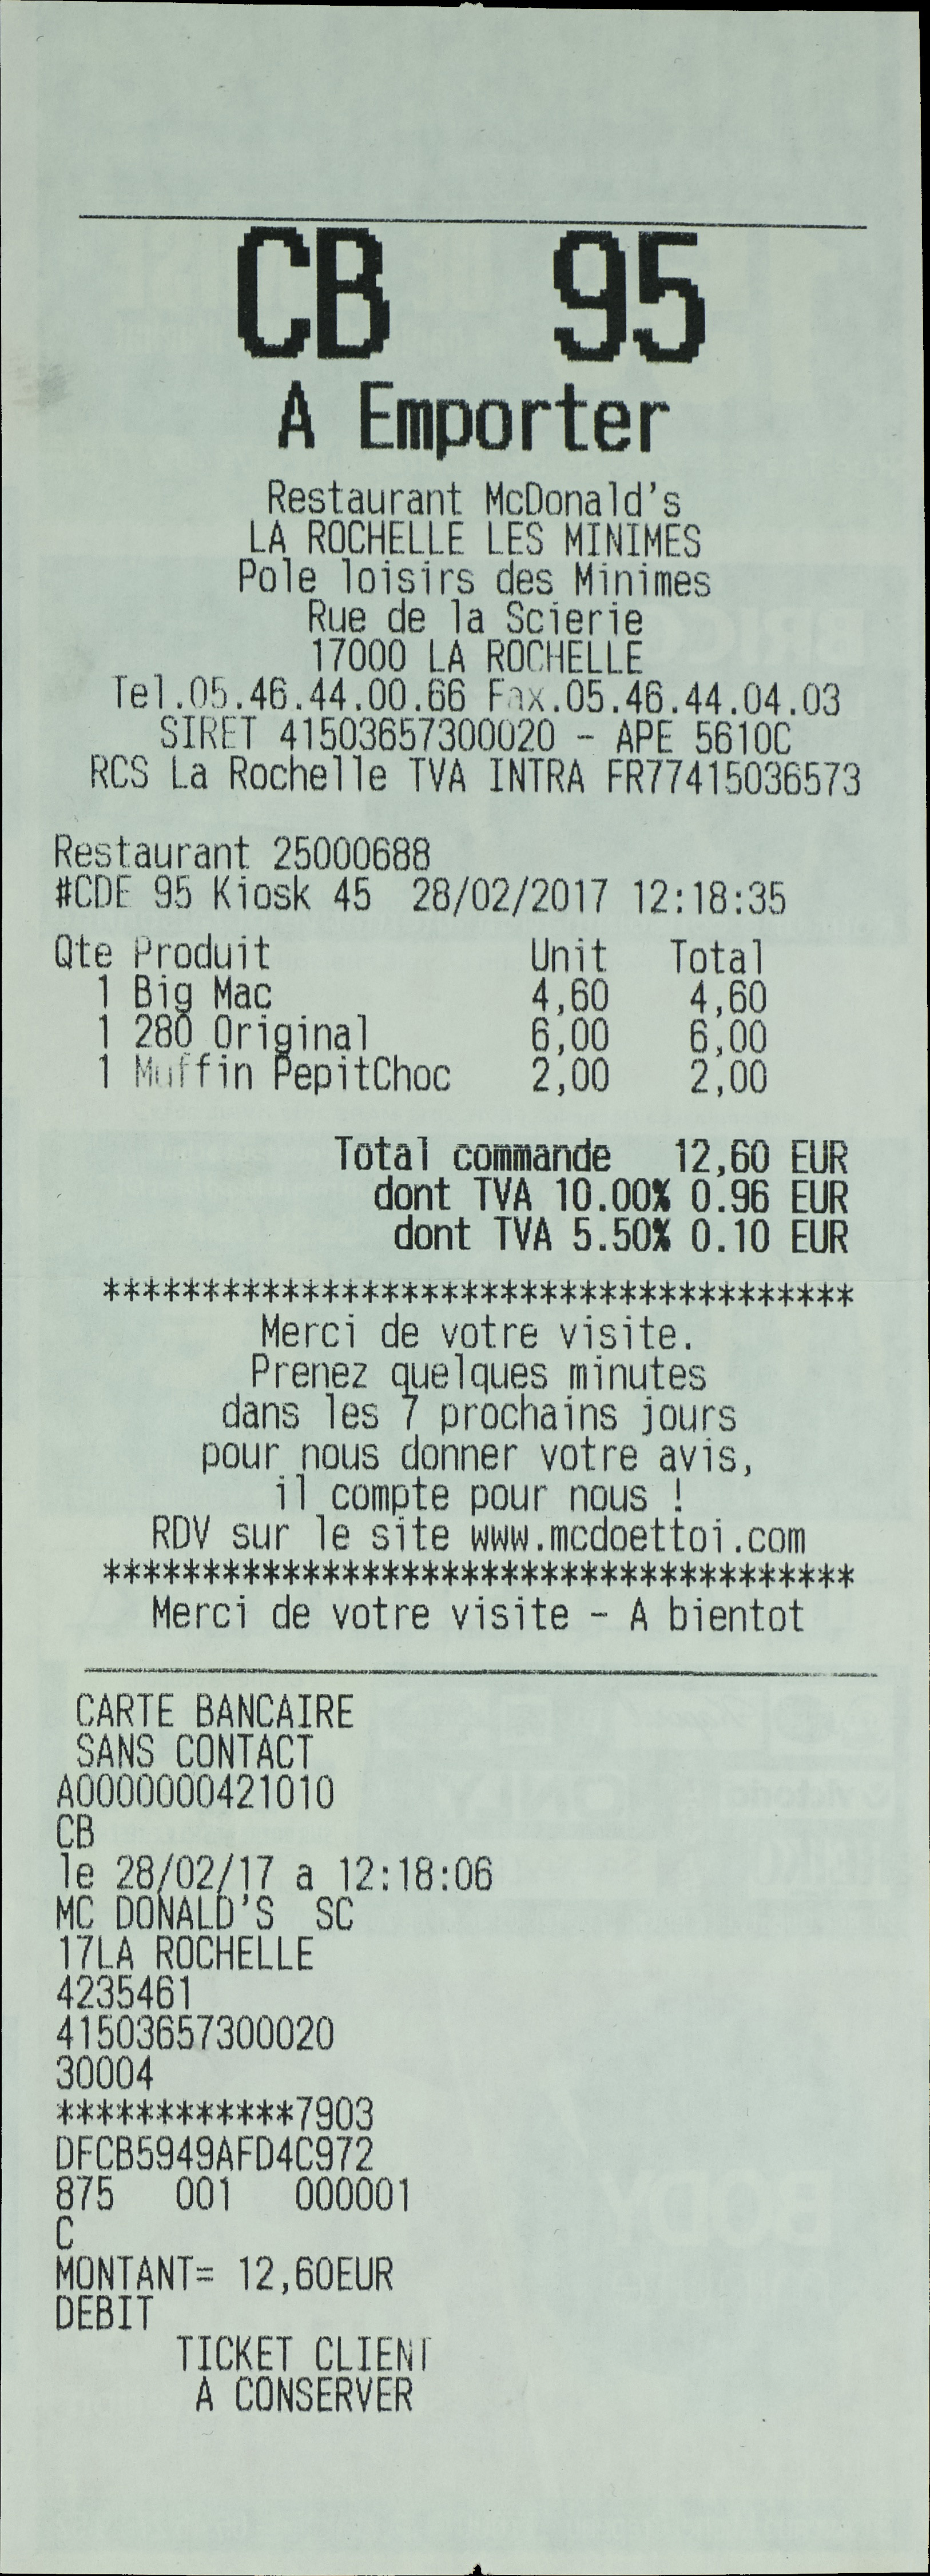 CB 95
A Emporter
Restaurant McDonald's
LA ROCHELLE LES MINIMES
Pole loisirs des Minimes
Rue de la Scierie
17000 LA ROCHELLE
Tel.05.46.44.00.66 Fax.05.46.44.04.03
SIRET 41503657300020 - APE 5610C
RCS La Rochelle TVA INTRA FR77415036573
Restaurant 25000688
#CDE 95 Kiosk 45 28/02/2017 12:18:35
Qte Produit Unit Total
1 Big Mac 4,60 4,60
1 280 Original 6,00 6,00
1 Muffin PepitChoc 2,00 2,00
Total commande 12,60 EUR
dont TVA 10.00% 0.96 EUR
dont TVA 5.50% 0.10 EUR
**************************************
Merci de votre visite.
Prenez quelques minutes
dans les 7 prochains jours
pour nous donner votre avis,
il compte pour nous !
RDV sur le site www.mcdoettoi.com
**************************************
Merci de votre visite - A bientot
CARTE BANCAIRE
SANS CONTACT
A0000000421010
CB
le 28/02/17 a 12:18:06
MC DONALD'S SC
17LA ROCHELLE
4235461
41503657300020
30004
************7903
DFCB5949AFD4C972
875 001 000001
C
MONTANT= 12,60EUR
DEBIT
TICKET CLIENT
A CONSERVER